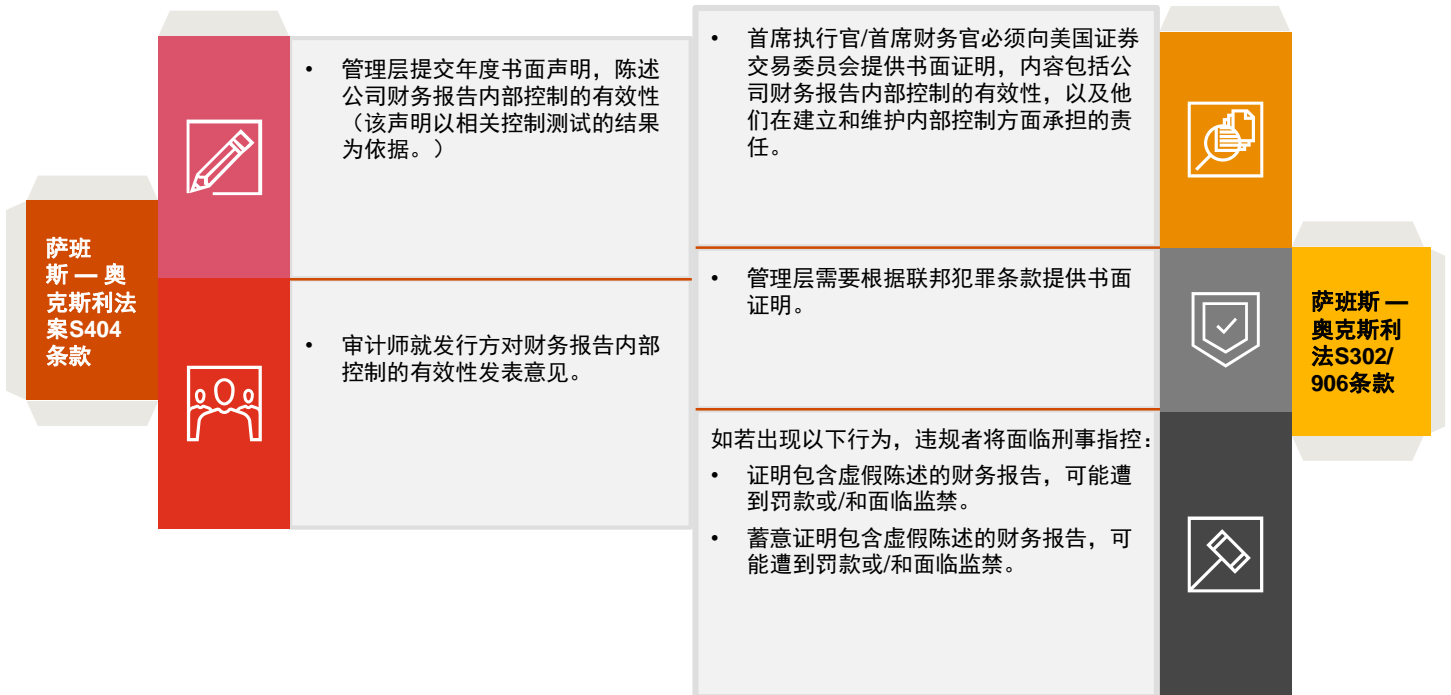 萨班
斯 — 奥
克斯利法
案S404
条款
• 管理层提交年度书面声明，陈述
公司财务报告内部控制的有效性
（该声明以相关控制测试的结果
为依据。）
• 审计师就发行方对财务报告内部
控制的有效性发表意见。
• 首席执行官/首席财务官必须向美国证券
交易委员会提供书面证明，内容包括公
司财务报告内部控制的有效性，以及他
们在建立和维护内部控制方面承担的责
任。
• 管理层需要根据联邦犯罪条款提供书面
证明。
如若出现以下行为，违规者将面临刑事指控：
• 证明包含虚假陈述的财务报告，可能遭
到罚款或/和面临监禁。
• 蓄意证明包含虚假陈述的财务报告，可
能遭到罚款或/和面临监禁。
萨班斯 —
奥克斯利
法S302/
906条款